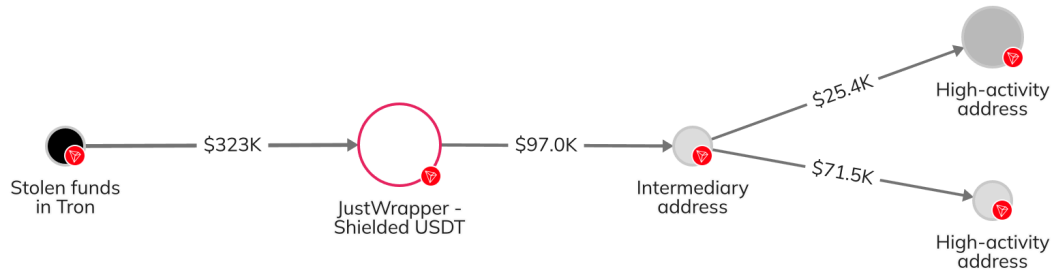 Stolen funds
in Tron
$323K
JustWrapper -
Shielded USDT
$97.0K
Intermediary
address
$25.4K
High-activity
address
$71.5K
High-activity
address